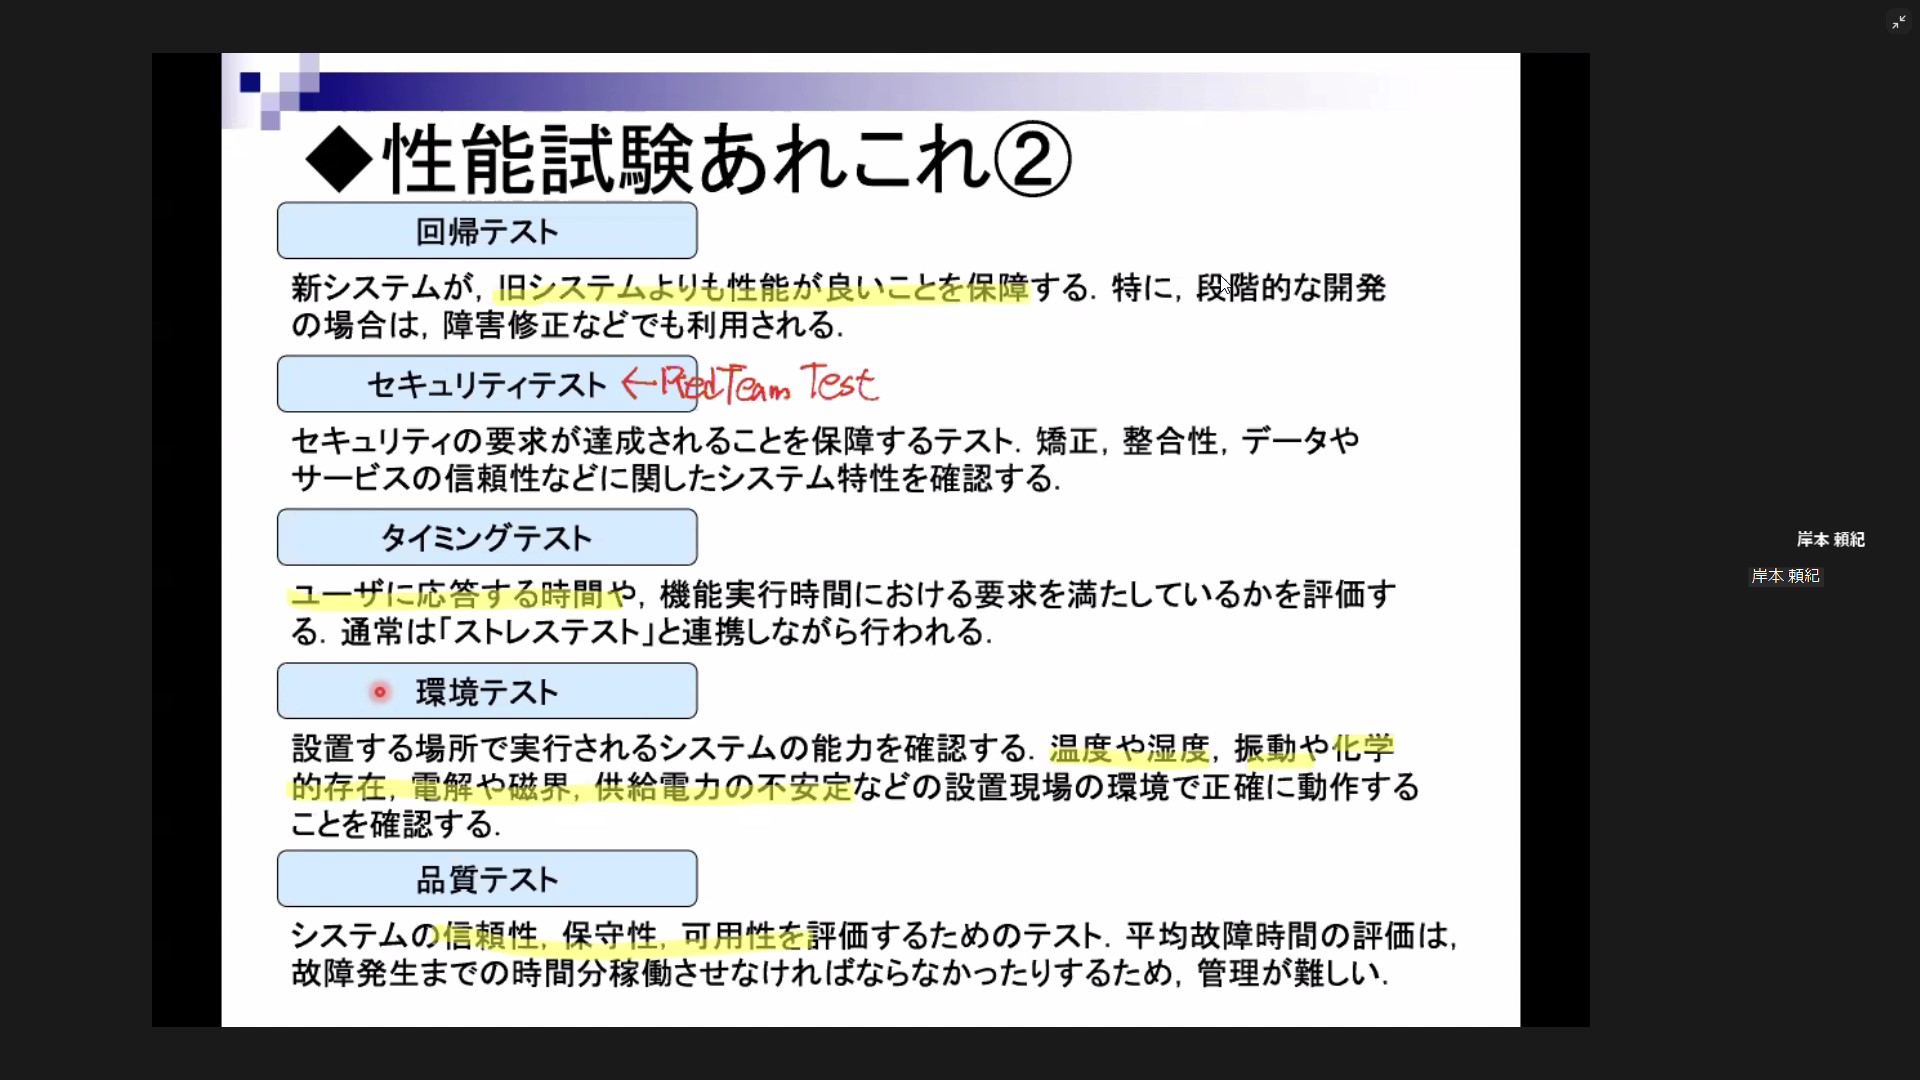 ◆性能試験あれこれ②
回帰テスト
新システムが，旧システムよりも性能が良いことを保障する．特に，段階的な開発
の場合は，障害修正などでも利用される．
セキュリティテスト ←RedTeam Test
セキュリティの要求が達成されることを保障するテスト．矯正，整合性，データや
サービスの信頼性などに関したシステム特性を確認する．
タイミングテスト
ユーザに応答する時間や，機能実行時間における要求を満たしているかを評価す
る．通常は「ストレステスト」と連携しながら行われる．
環境テスト
設置する場所で実行されるシステムの能力を確認する．温度や湿度，振動や化学
的存在，電解や磁界，供給電力の不安定などの設置現場の環境で正確に動作する
ことを確認する．
品質テスト
システムの信頼性，保守性，可用性を評価するためのテスト．平均故障時間の評価は，
故障発生までの時間分稼働させなければならなかったりするため，管理が難しい．
岸本 頼紀
岸本 頼紀